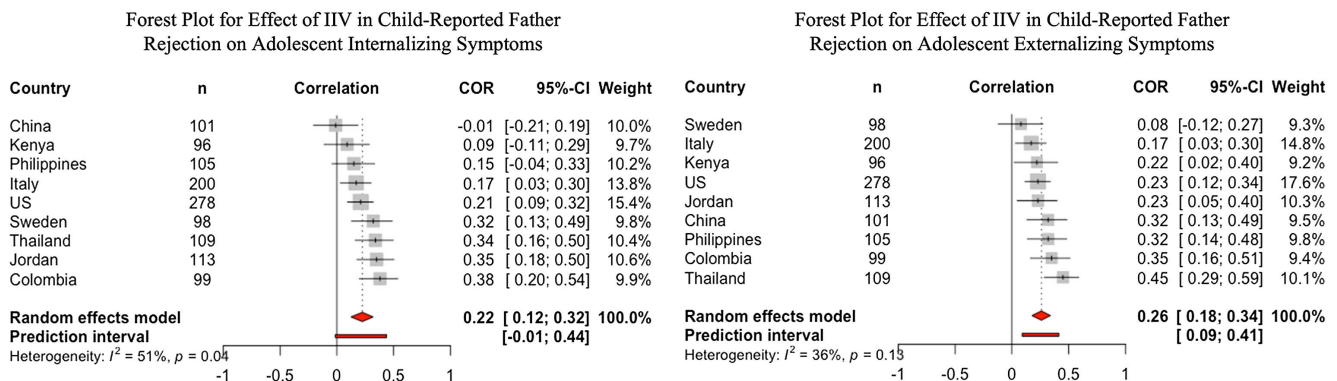 Forest Plot for Effect of IIV in Child-Reported Father
Rejection on Adolescent Internalizing Symptoms
Country n Correlation COR 95%-CI Weight
China 101 -0.01 [-0.21; 0.19] 10.0%
Kenya 96 0.09 [-0.11; 0.29] 9.7%
Philippines 105 0.15 [-0.04; 0.33] 10.2%
Italy 200 0.17 [ 0.03; 0.30] 13.8%
US 278 0.21 [ 0.09; 0.32] 15.4%
Sweden 98 0.32 [ 0.13; 0.49] 9.8%
Thailand 109 0.34 [ 0.16; 0.50] 10.4%
Jordan 113 0.35 [ 0.18; 0.50] 10.6%
Colombia 99 0.38 [ 0.20; 0.54] 9.9%
Random effects model 0.22 [ 0.12; 0.32] 100.0%
Prediction interval [-0.01; 0.44]
Heterogeneity: I² = 51%, p = 0.04
-1 -0.5 0 0.5 1
Forest Plot for Effect of IIV in Child-Reported Father
Rejection on Adolescent Externalizing Symptoms
Country n Correlation COR 95%-CI Weight
Sweden 98 0.08 [-0.12; 0.27] 9.3%
Italy 200 0.17 [ 0.03; 0.30] 14.8%
Kenya 96 0.22 [ 0.02; 0.40] 9.2%
US 278 0.23 [ 0.12; 0.34] 17.6%
Jordan 113 0.23 [ 0.05; 0.40] 10.3%
China 101 0.32 [ 0.13; 0.49] 9.5%
Philippines 105 0.32 [ 0.14; 0.48] 9.8%
Colombia 99 0.35 [ 0.16; 0.51] 9.4%
Thailand 109 0.45 [ 0.29; 0.59] 10.1%
Random effects model 0.26 [ 0.18; 0.34] 100.0%
Prediction interval [ 0.09; 0.41]
Heterogeneity: I² = 36%, p = 0.13
-1 -0.5 0 0.5 1